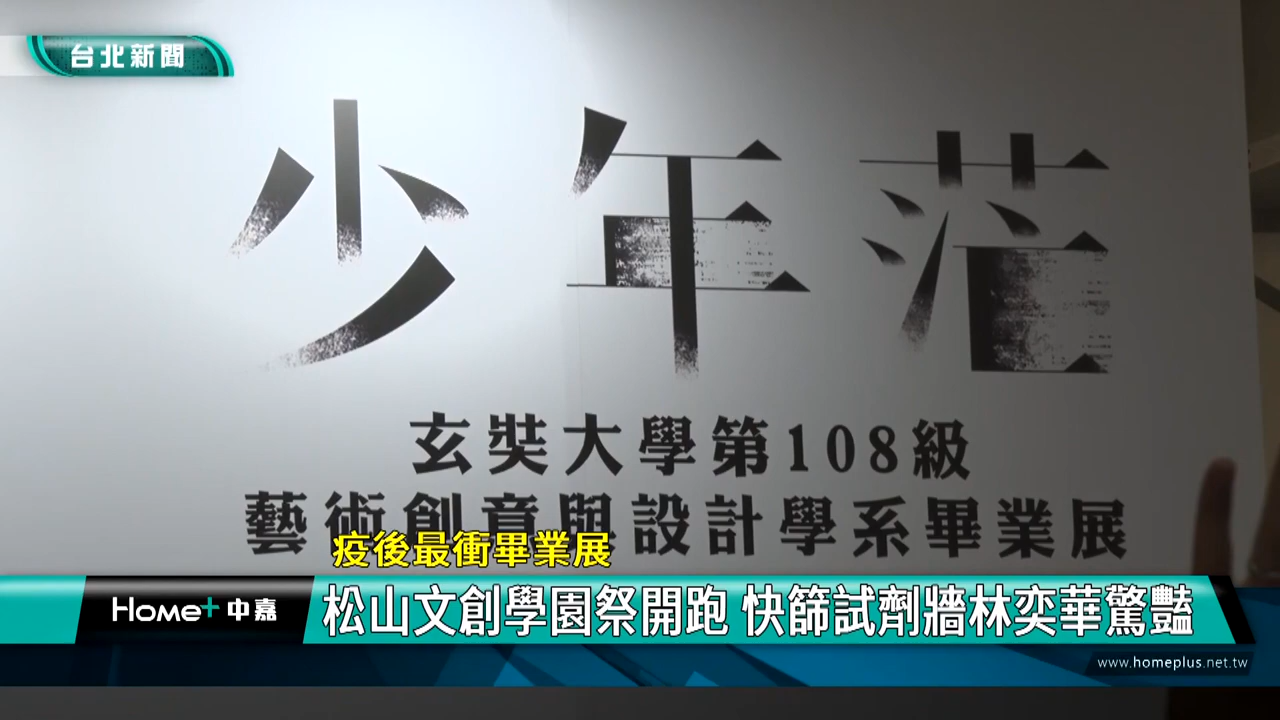 台北新聞
少年茫
玄奘大學第108級
藝術創意與設計學系畢業展
疫後最衝畢業展
Home+中嘉
松山文創學園祭開跑 快篩試劑牆林奕華驚豔
www.homeplus.net.tw